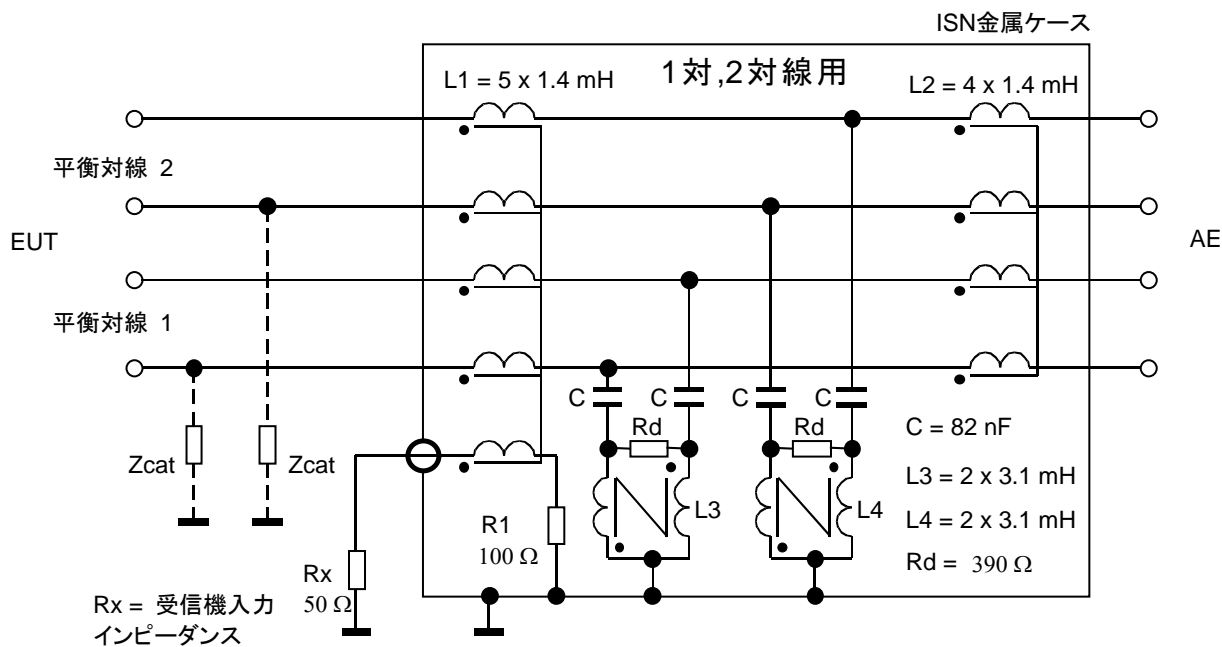 ISN金属ケース
1対,2対線用
L1 = 5 x 1.4 mH
L2 = 4 x 1.4 mH
平衡対線 2
EUT
AE
平衡対線 1
C
C
C
C
Rd
Rd
C = 82 nF
Zcat
Zcat
L3
L4
L3 = 2 x 3.1 mH
L4 = 2 x 3.1 mH
R1
100 Ω
Rd = 390 Ω
Rx
50 Ω
Rx = 受信機入力
インピーダンス